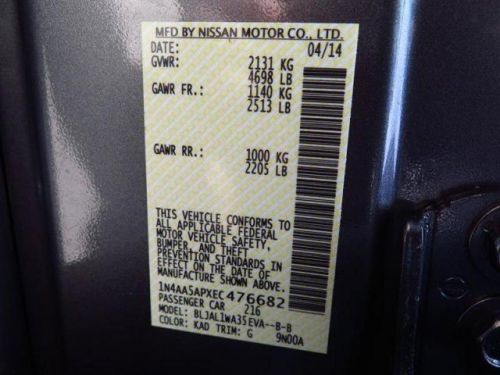 MFD BY NISSAN MOTOR CO., LTD.
DATE: 04/14
GVWR: 2131 KG
4698 LB
GAWR FR.: 1140 KG
2513 LB
GAWR RR.: 1000 KG
2205 LB
THIS VEHICLE CONFORMS TO
ALL APPLICABLE FEDERAL
MOTOR VEHICLE SAFETY,
BUMPER, AND THEFT
PREVENTION STANDARDS IN
EFFECT ON THE DATE OF
MANUFACTURE SHOWN ABOVE.
1N4AA5APXEC476682
PASSENGER CAR 216
MODEL: BLJAL1WA35EVA--B-B
COLOR: KAD TRIM: G 9N00A